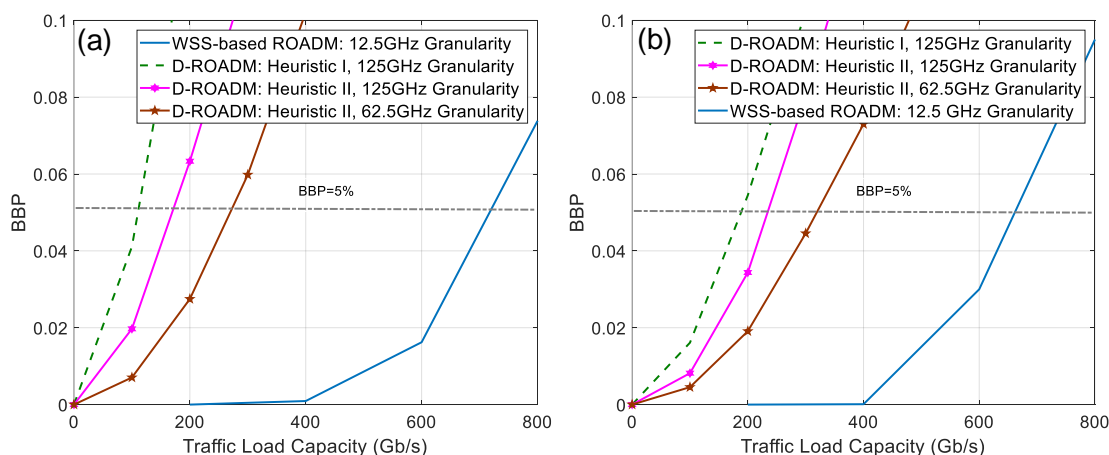 (a)
WSS-based ROADM: 12.5GHz Granularity
D-ROADM: Heuristic I, 125GHz Granularity
D-ROADM: Heuristic II, 125GHz Granularity
D-ROADM: Heuristic II, 62.5GHz Granularity
BBP=5%
0.1
0.08
0.06
0.04
0.02
0
BBP
0 200 400 600 800
Traffic Load Capacity (Gb/s)
(b)
D-ROADM: Heuristic I, 125GHz Granularity
D-ROADM: Heuristic II, 125GHz Granularity
D-ROADM: Heuristic II, 62.5GHz Granularity
WSS-based ROADM: 12.5 GHz Granularity
BBP=5%
0.1
0.08
0.06
0.04
0.02
0
BBP
0 200 400 600 800
Traffic Load Capacity (Gb/s)